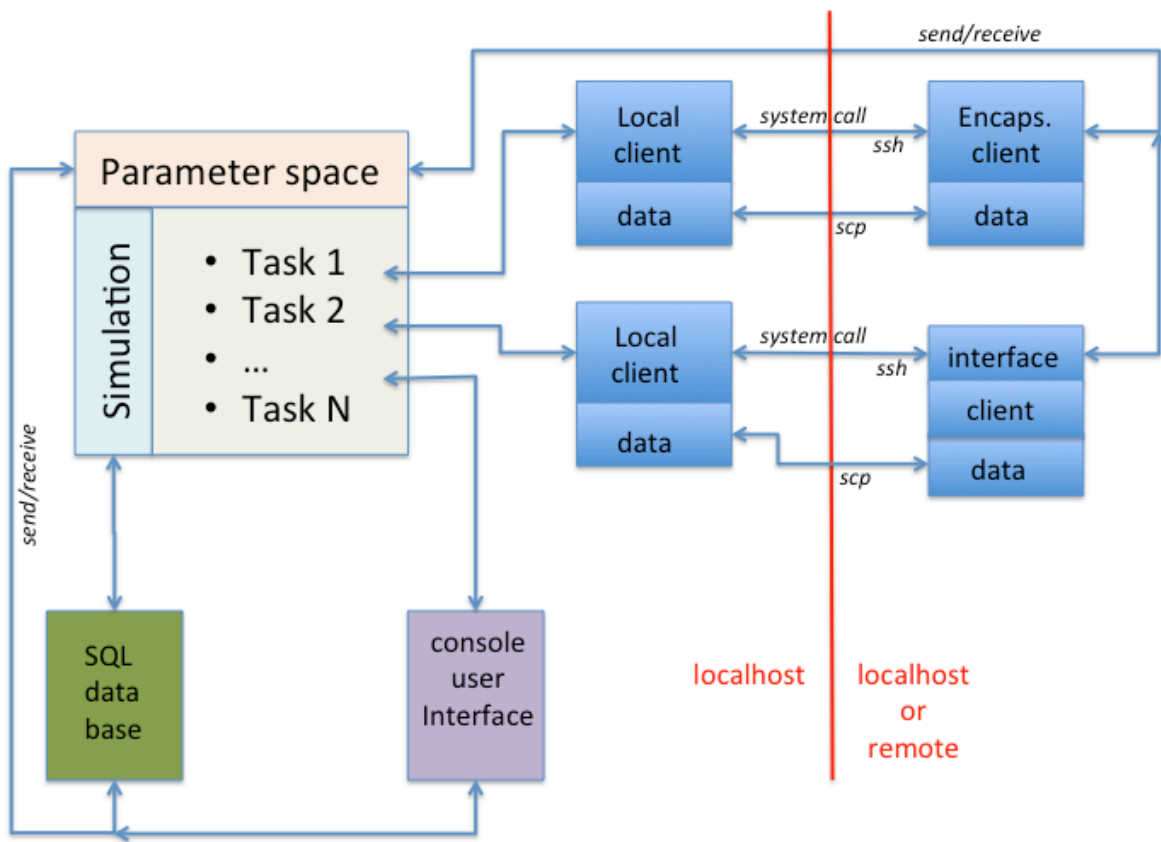 send/receive
Parameter space
Simulation
• Task 1
• Task 2
• ...
• Task N
Local
client
data
system call
ssh
scp
Encaps.
client
data
Local
client
data
system call
ssh
scp
interface
client
data
send/receive
SQL
data
base
console
user
Interface
localhost
localhost
or
remote